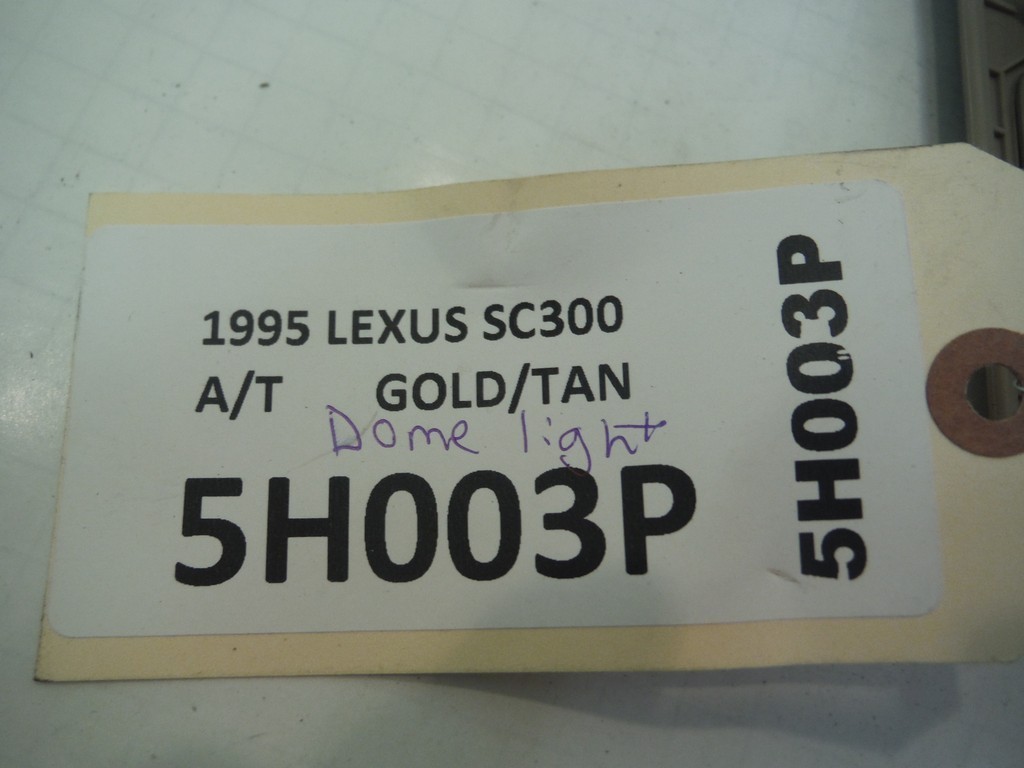 1995 LEXUS SC300
A/T GOLD/TAN
Dome light
5H003P
5H003P